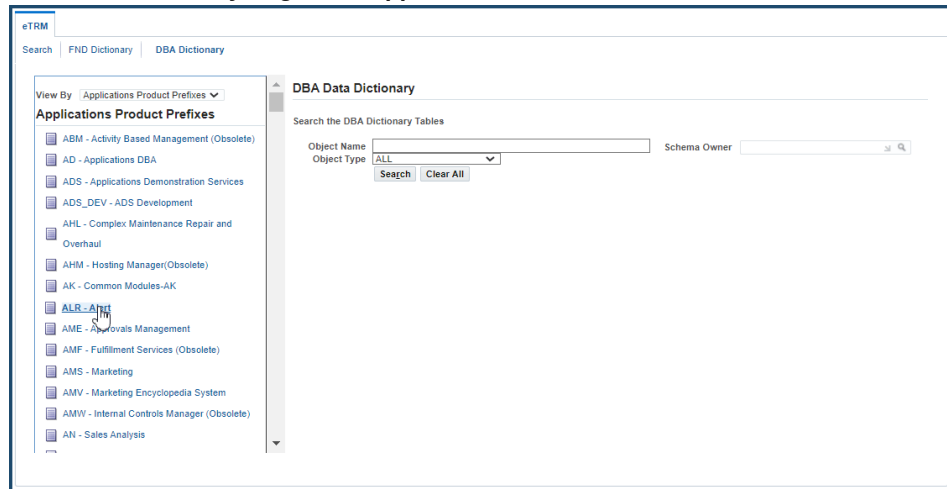 eTRM
Search FND Dictionary DBA Dictionary
View By Applications Product Prefixes
Applications Product Prefixes
ABM - Activity Based Management (Obsolete)
AD - Applications DBA
ADS - Applications Demonstration Services
ADS_DEV - ADS Development
AHL - Complex Maintenance Repair and
Overhaul
AHM - Hosting Manager(Obsolete)
AK - Common Modules-AK
ALR - Alert
AME - Approvals Management
AMF - Fulfillment Services (Obsolete)
AMS - Marketing
AMV - Marketing Encyclopedia System
AMW - Internal Controls Manager (Obsolete)
AN - Sales Analysis
DBA Data Dictionary
Search the DBA Dictionary Tables
Object Name
Schema Owner
Object Type ALL
Search Clear All